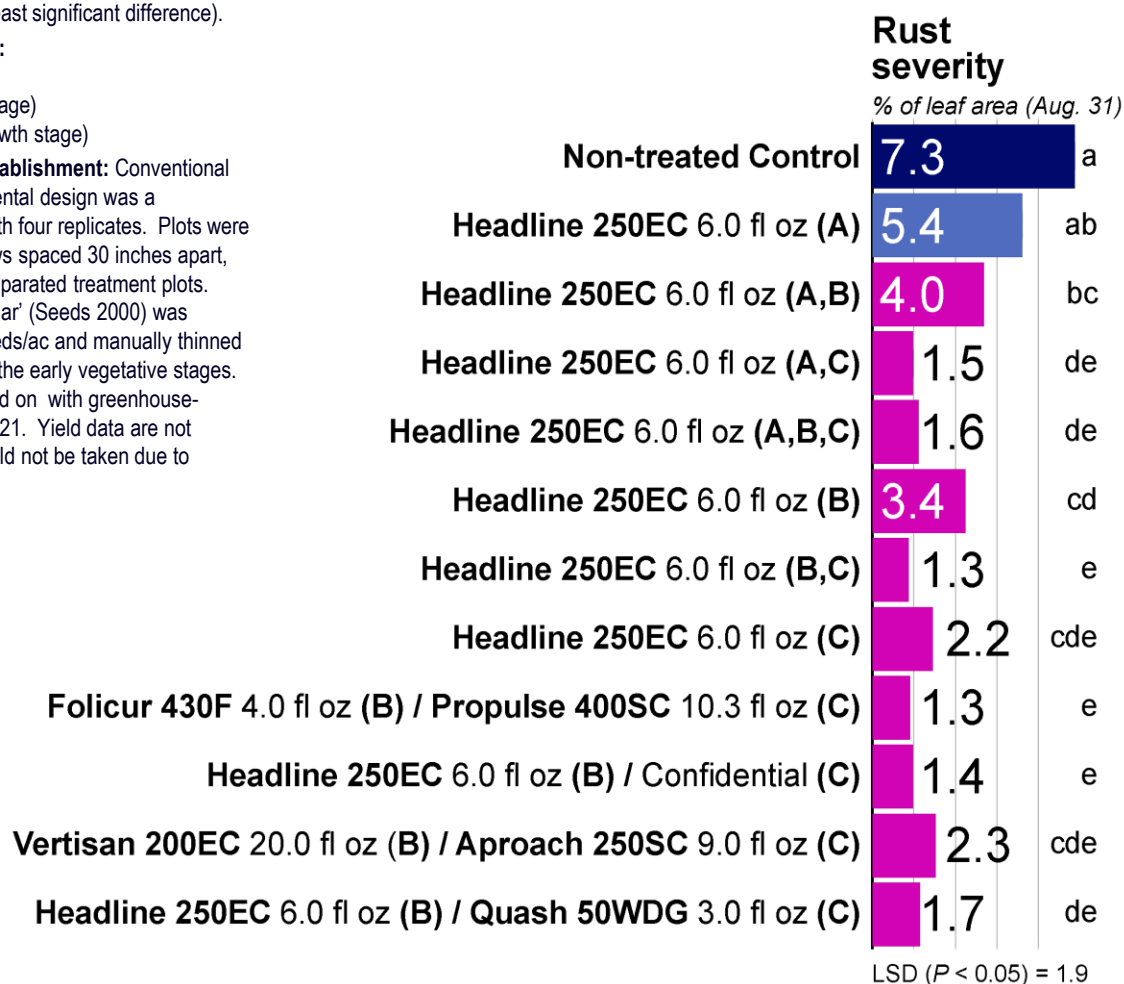 east significant difference).
:
age)
wth stage)
ablishment: Conventional
ental design was a
th four replicates.  Plots were
vs spaced 30 inches apart,
parated treatment plots.
ar’ (Seeds 2000) was
eds/ac and manually thinned
the early vegetative stages.
d on  with greenhouse-
21.  Yield data are not
ld not be taken due to
Rust
severity
% of leaf area (Aug. 31)
Non-treated Control 7.3 a
Headline 250EC 6.0 fl oz (A) 5.4 ab
Headline 250EC 6.0 fl oz (A,B) 4.0 bc
Headline 250EC 6.0 fl oz (A,C) 1.5 de
Headline 250EC 6.0 fl oz (A,B,C) 1.6 de
Headline 250EC 6.0 fl oz (B) 3.4 cd
Headline 250EC 6.0 fl oz (B,C) 1.3 e
Headline 250EC 6.0 fl oz (C) 2.2 cde
Folicur 430F 4.0 fl oz (B) / Propulse 400SC 10.3 fl oz (C) 1.3 e
Headline 250EC 6.0 fl oz (B) / Confidential (C) 1.4 e
Vertisan 200EC 20.0 fl oz (B) / Aproach 250SC 9.0 fl oz (C) 2.3 cde
Headline 250EC 6.0 fl oz (B) / Quash 50WDG 3.0 fl oz (C) 1.7 de
LSD (P < 0.05) = 1.9